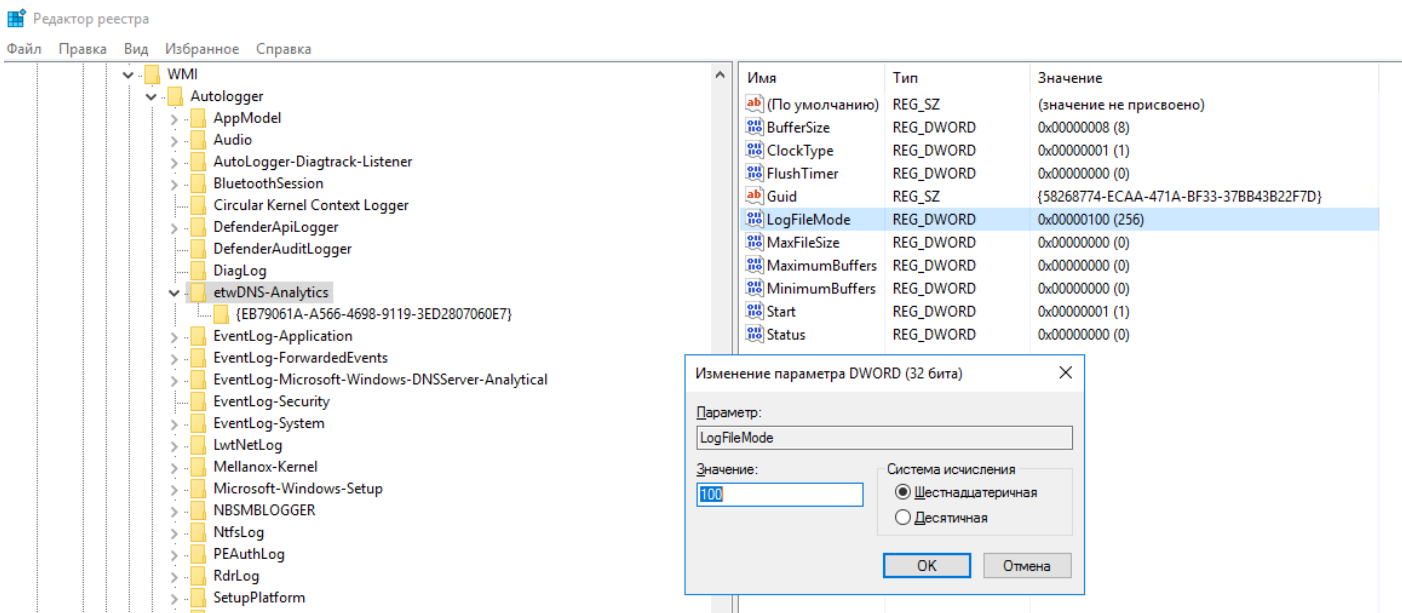 Редактор реестра
Файл Правка Вид Избранное Справка
WMI
Autologger
AppModel
Audio
AutoLogger-Diagtrack-Listener
BluetoothSession
Circular Kernel Context Logger
DefenderApiLogger
DefenderAuditLogger
DiagLog
etwDNS-Analytics
{EB79061A-A566-4698-9119-3ED2807060E7}
EventLog-Application
EventLog-ForwardedEvents
EventLog-Microsoft-Windows-DNSServer-Analytical
EventLog-Security
EventLog-System
LwtNetLog
Mellanox-Kernel
Microsoft-Windows-Setup
NBSMBLOGGER
NtfsLog
PEAuthLog
RdrLog
SetupPlatform
Имя Тип Значение
(По умолчанию) REG_SZ (значение не присвоено)
BufferSize REG_DWORD 0x00000008 (8)
ClockType REG_DWORD 0x00000001 (1)
FlushTimer REG_DWORD 0x00000000 (0)
Guid REG_SZ {58268774-ECAA-471A-BF33-37BB43B22F7D}
LogFileMode REG_DWORD 0x00000100 (256)
MaxFileSize REG_DWORD 0x00000000 (0)
MaximumBuffers REG_DWORD 0x00000000 (0)
MinimumBuffers REG_DWORD 0x00000000 (0)
Start REG_DWORD 0x00000001 (1)
Status REG_DWORD 0x00000000 (0)
Изменение параметра DWORD (32 бита)
Параметр:
LogFileMode
Значение:
100
Система исчисления
Шестнадцатеричная
Десятичная
OK Отмена